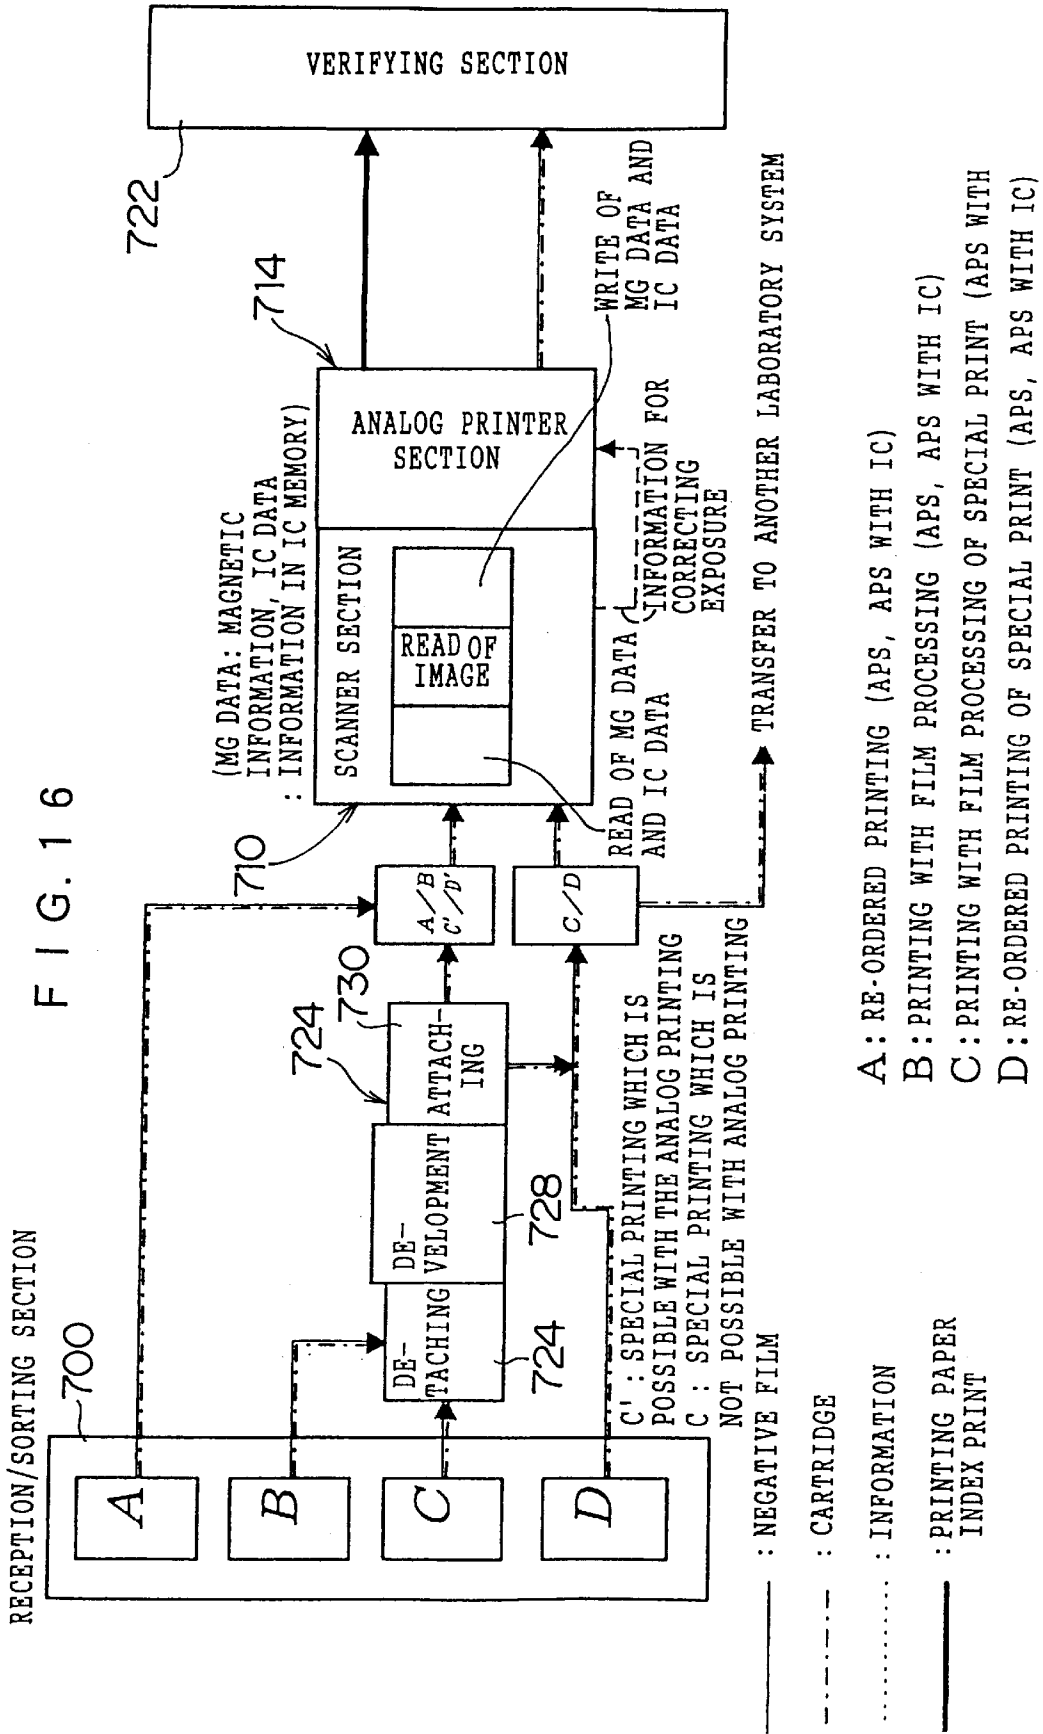 FIG. 16
RECEPTION/SORTING SECTION
700
A
B
C
D
DE-
TACHING
724
DE-
VELOPMENT
728
ATTACH-
ING
724
730
A/B
C'/D'
C/D
710
(MG DATA: MAGNETIC
INFORMATION, IC DATA
: INFORMATION IN IC MEMORY)
SCANNER SECTION
READ OF
IMAGE
ANALOG PRINTER
SECTION
714
722
VERIFYING SECTION
READ OF MG DATA
AND IC DATA
INFORMATION FOR
CORRECTING
EXPOSURE
WRITE OF
MG DATA AND
IC DATA
TRANSFER TO ANOTHER LABORATORY SYSTEM
C' : SPECIAL PRINTING WHICH IS
POSSIBLE WITH THE ANALOG PRINTING
C : SPECIAL PRINTING WHICH IS
NOT POSSIBLE WITH ANALOG PRINTING
: NEGATIVE FILM
: CARTRIDGE
: INFORMATION
: PRINTING PAPER
INDEX PRINT
A: RE-ORDERED PRINTING (APS, APS WITH IC)
B: PRINTING WITH FILM PROCESSING (APS, APS WITH IC)
C: PRINTING WITH FILM PROCESSING OF SPECIAL PRINT (APS WITH
D: RE-ORDERED PRINTING OF SPECIAL PRINT (APS, APS WITH IC)